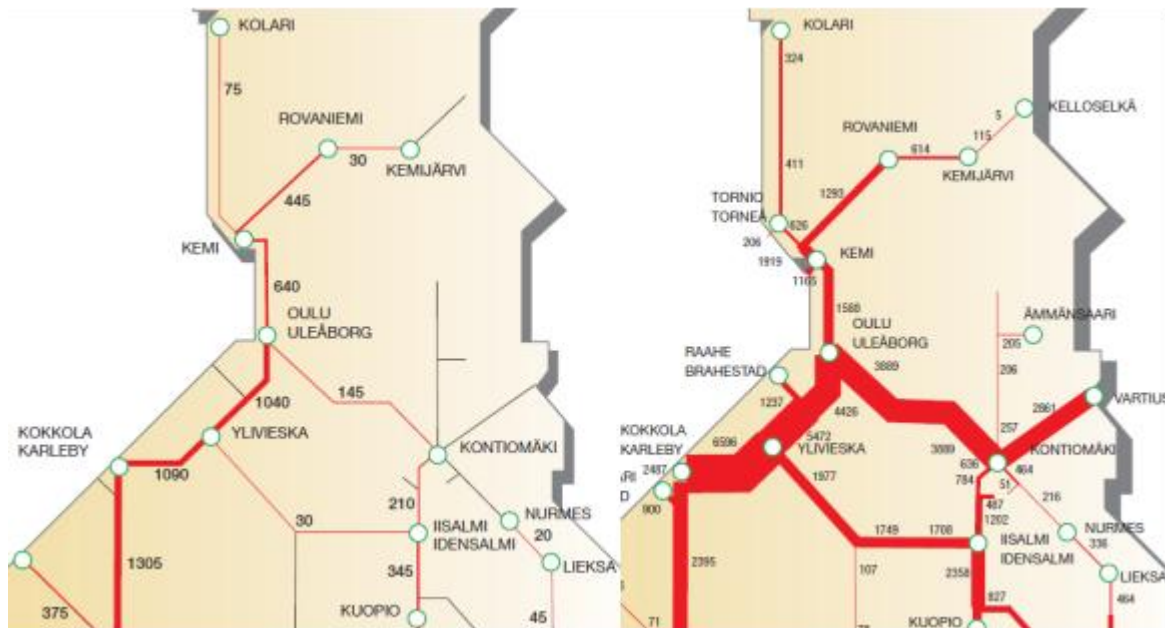 KOLARI
75
ROVANIEMI
30
KEMIJÄRVI
445
KEMI
640
OULU
ULEÅBORG
145
1040
KOKKOLA
KARLEBY
YLIVIESKA
KONTIOMÄKI
1090
210
30
IISALMI
IDENSALMI
NURMES
20
1305
LIEKSA
345
375
KUOPIO
45
KOLARI
324
KELLOSELKÄ
5
115
ROVANIEMI
614
KEMIJÄRVI
411
1293
TORNIO
TORNEÅ
626
206
KEMI
1919
1165
1588
OULU
ULEÅBORG
ÄMMÄNSAARI
205
RAAHE
BRAHESTAD
3889
206
1237
4426
2861
VARTIUS
KOKKOLA
KARLEBY
6596
5472
257
YLIVIESKA
3889
KONTIOMÄKI
2487
1977
636
464
784
51
ARI
D
900
487
216
1749
1708
1202
NURMES
336
IISALMI
IDENSALMI
2395
107
2358
LIEKSA
827
464
71
KUOPIO